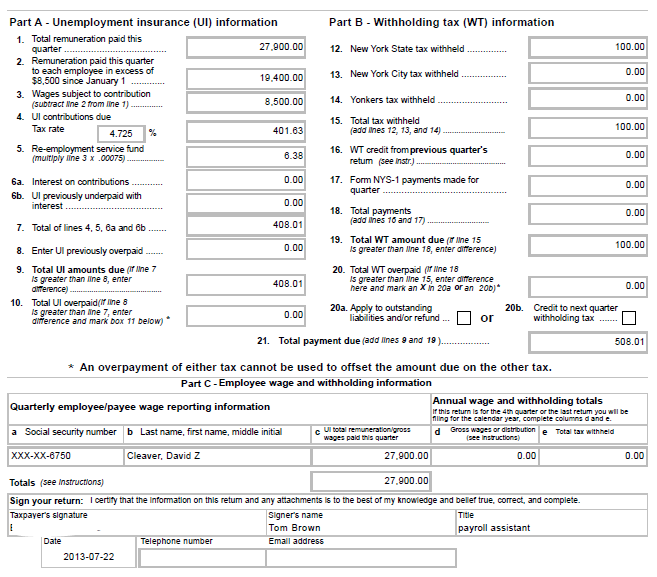 Part A - Unemployment insurance (UI) information
1. Total remuneration paid this
quarter ........................................ 27,900.00
2. Remuneration paid this quarter
to each employee in excess of
$8,500 since January 1 ............. 19,400.00
3. Wages subject to contribution
(subtract line 2 from line 1) ............. 8,500.00
4. UI contributions due
Tax rate 4.725 % 401.63
5. Re-employment service fund
(multiply line 3 x .00075) ................. 6.38
6a. Interest on contributions ............ 0.00
6b. UI previously underpaid with
interest ...................................... 0.00
7. Total of lines 4, 5, 6a and 6b ....... 408.01
8. Enter UI previously overpaid ....... 0.00
9. Total UI amounts due (if line 7
is greater than line 8, enter
difference) ................................... 408.01
10. Total UI overpaid(if line 8
is greater than line 7, enter
difference and mark box 11 below) * 0.00
Part B - Withholding tax (WT) information
12. New York State tax withheld ............... 100.00
13. New York City tax withheld ................. 0.00
14. Yonkers tax withheld .......................... 0.00
15. Total tax withheld
(add lines 12, 13, and 14) ........................... 100.00
16. WT credit from previous quarter's
return (see instr.) .................................. 0.00
17. Form NYS-1 payments made for
quarter ................................................ 0.00
18. Total payments
(add lines 16 and 17) ........................... 0.00
19. Total WT amount due (if line 15
is greater than line 18, enter difference) 100.00
20. Total WT overpaid (if line 18
is greater than line 15, enter difference
here and mark an X in 20a or an 20b)* 0.00
20a. Apply to outstanding
liabilities and/or refund ... or 20b. Credit to next quarter
withholding tax .......
21. Total payment due (add lines 9 and 19 ).................. 508.01
* An overpayment of either tax cannot be used to offset the amount due on the other tax.
Part C - Employee wage and withholding information
Quarterly employee/payee wage reporting information
Annual wage and withholding totals
If this return is for the 4th quarter or the last return you will be
filing for the calendar year, complete columns d and e.
a Social security number b Last name, first name, middle initial c UI total remuneration/gross
wages paid this quarter d Gross wages or distribution
(see instructions) e Total tax withheld
XXX-XX-6750 Cleaver, David Z 27,900.00 0.00 0.00
Totals (see instructions) 27,900.00
Sign your return: I certify that the information on this return and any attachments is to the best of my knowledge and belief true, correct, and complete.
Taxpayer's signature Signer's name Title
Tom Brown payroll assistant
Date Telephone number Email address
2013-07-22